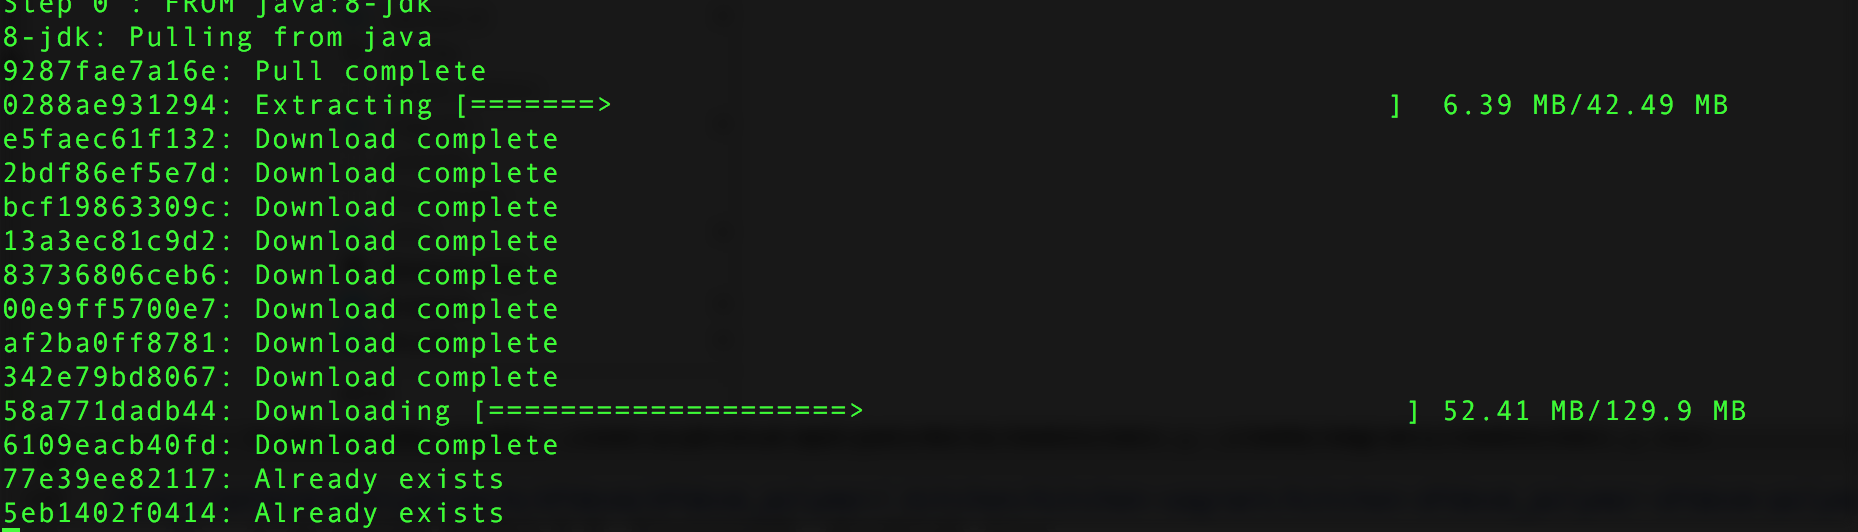 Step 0 : FROM java:8-jdk
8-jdk: Pulling from java
9287fae7a16e: Pull complete
0288ae931294: Extracting [=======>                                           ]  6.39 MB/42.49 MB
e5faec61f132: Download complete
2bdf86ef5e7d: Download complete
bcf19863309c: Download complete
13a3ec81c9d2: Download complete
83736806ceb6: Download complete
00e9ff5700e7: Download complete
af2ba0ff8781: Download complete
342e79bd8067: Download complete
58a771dadb44: Downloading [====================>                              ] 52.41 MB/129.9 MB
6109eacb40fd: Download complete
77e39ee82117: Already exists
5eb1402f0414: Already exists